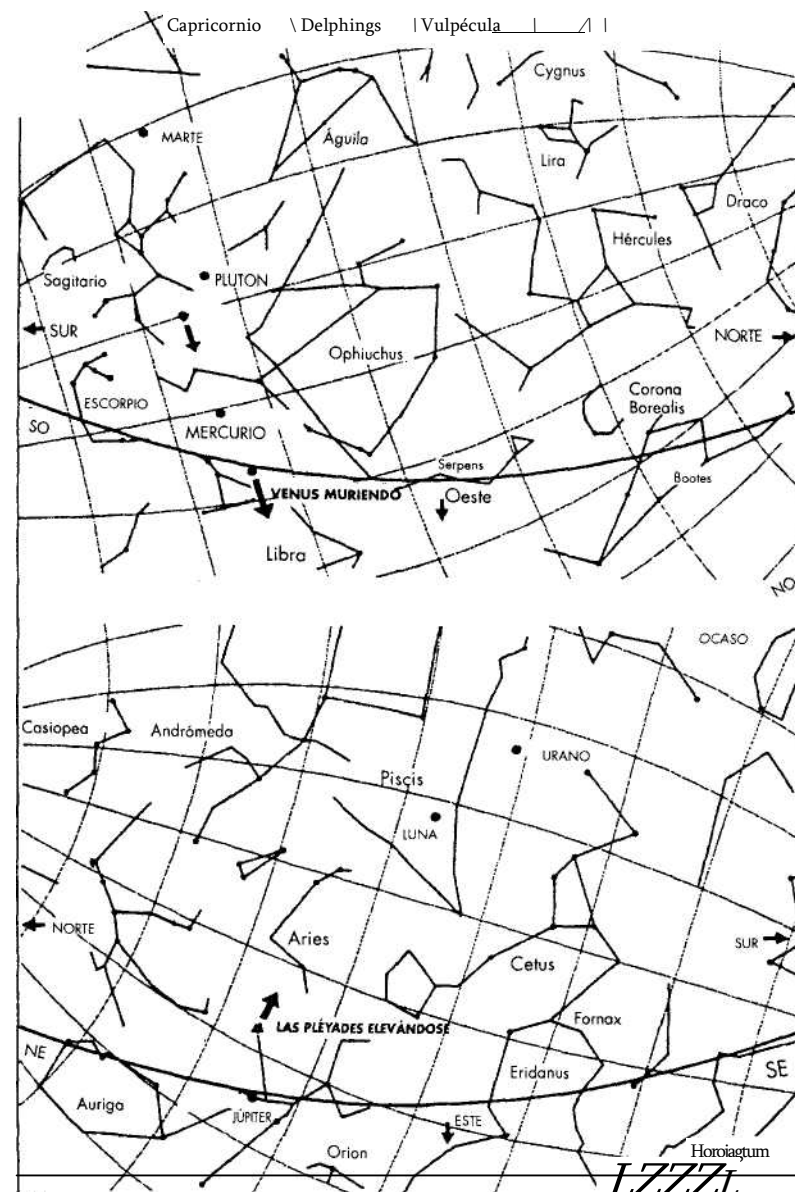 Capricornio Delphings Vulpécula
Cygnus
MARTE
Águila
Lira
Draco
Hércules
Sagitario
PLUTON
SUR
NORTE
Ophiuchus
ESCORPIO
Corona
Borealis
SO
MERCURIO
Serpens
Bootes
VENUS MURIENDO
Oeste
Libra
NO
OCASO
Casiopea
Andrómeda
URANO
Piscis
LUNA
NORTE
Aries
SUR
Cetus
Fornax
LAS PLÉYADES ELEVÁNDOSE
NE
SE
Eridanus
Auriga
JÚPITER
ESTE
Orion
Horoiagtum